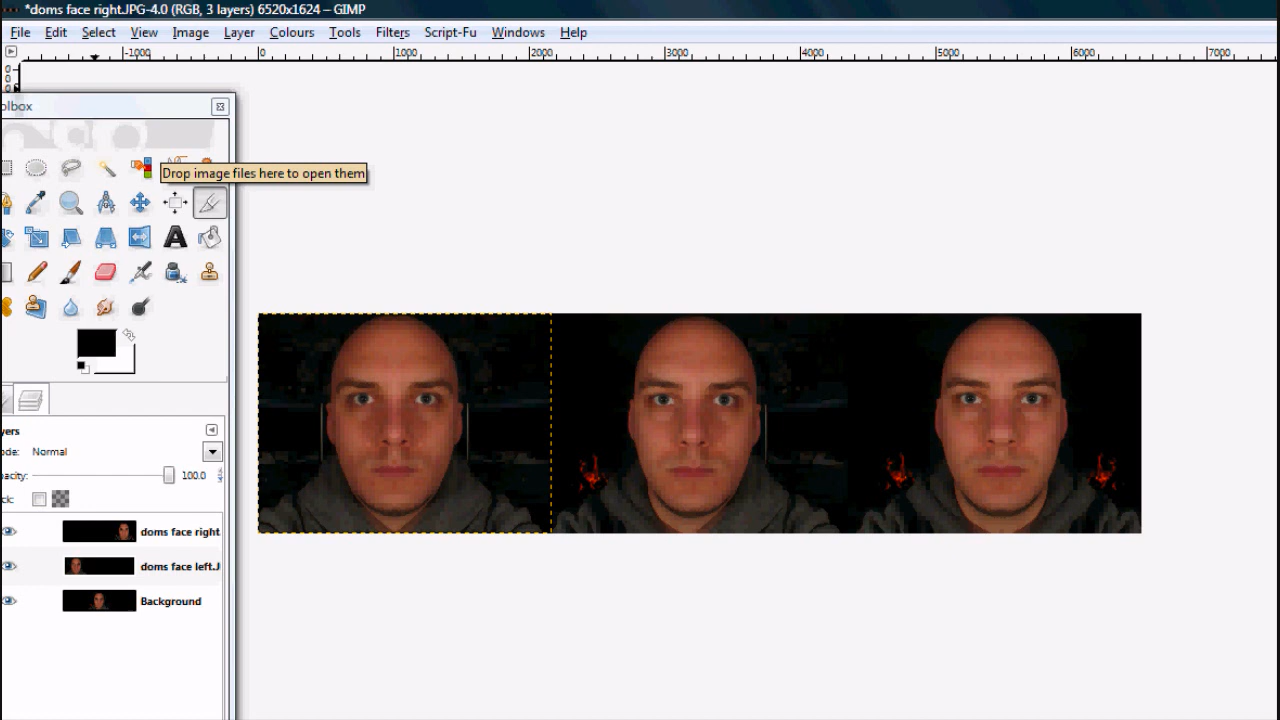 *doms face right.JPG-4.0 (RGB, 3 layers) 6520x1624 – GIMP
File Edit Select View Image Layer Colours Tools Filters Script-Fu Windows Help
-1000 0 1000 2000 3000 4000 5000 6000 7000
olbox
Drop image files here to open them
yers
ode: Normal
pacity: 100.0
ck:
doms face right
doms face left.J
Background